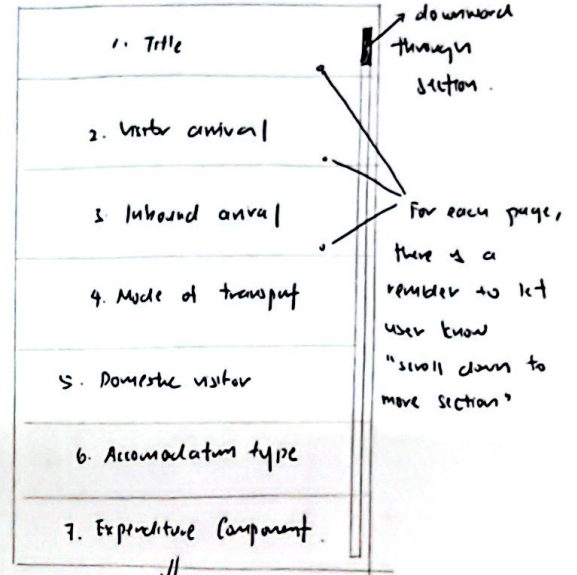 1. Title
2. Visitor arrival
3. Inbound arrival
4. Mode of transport
5. Domestic visitor
6. Accomodation type
7. Expenditure Component.
downward
through
section.
For each page,
there is a
reminder to let
user know
"scroll down to
more section"